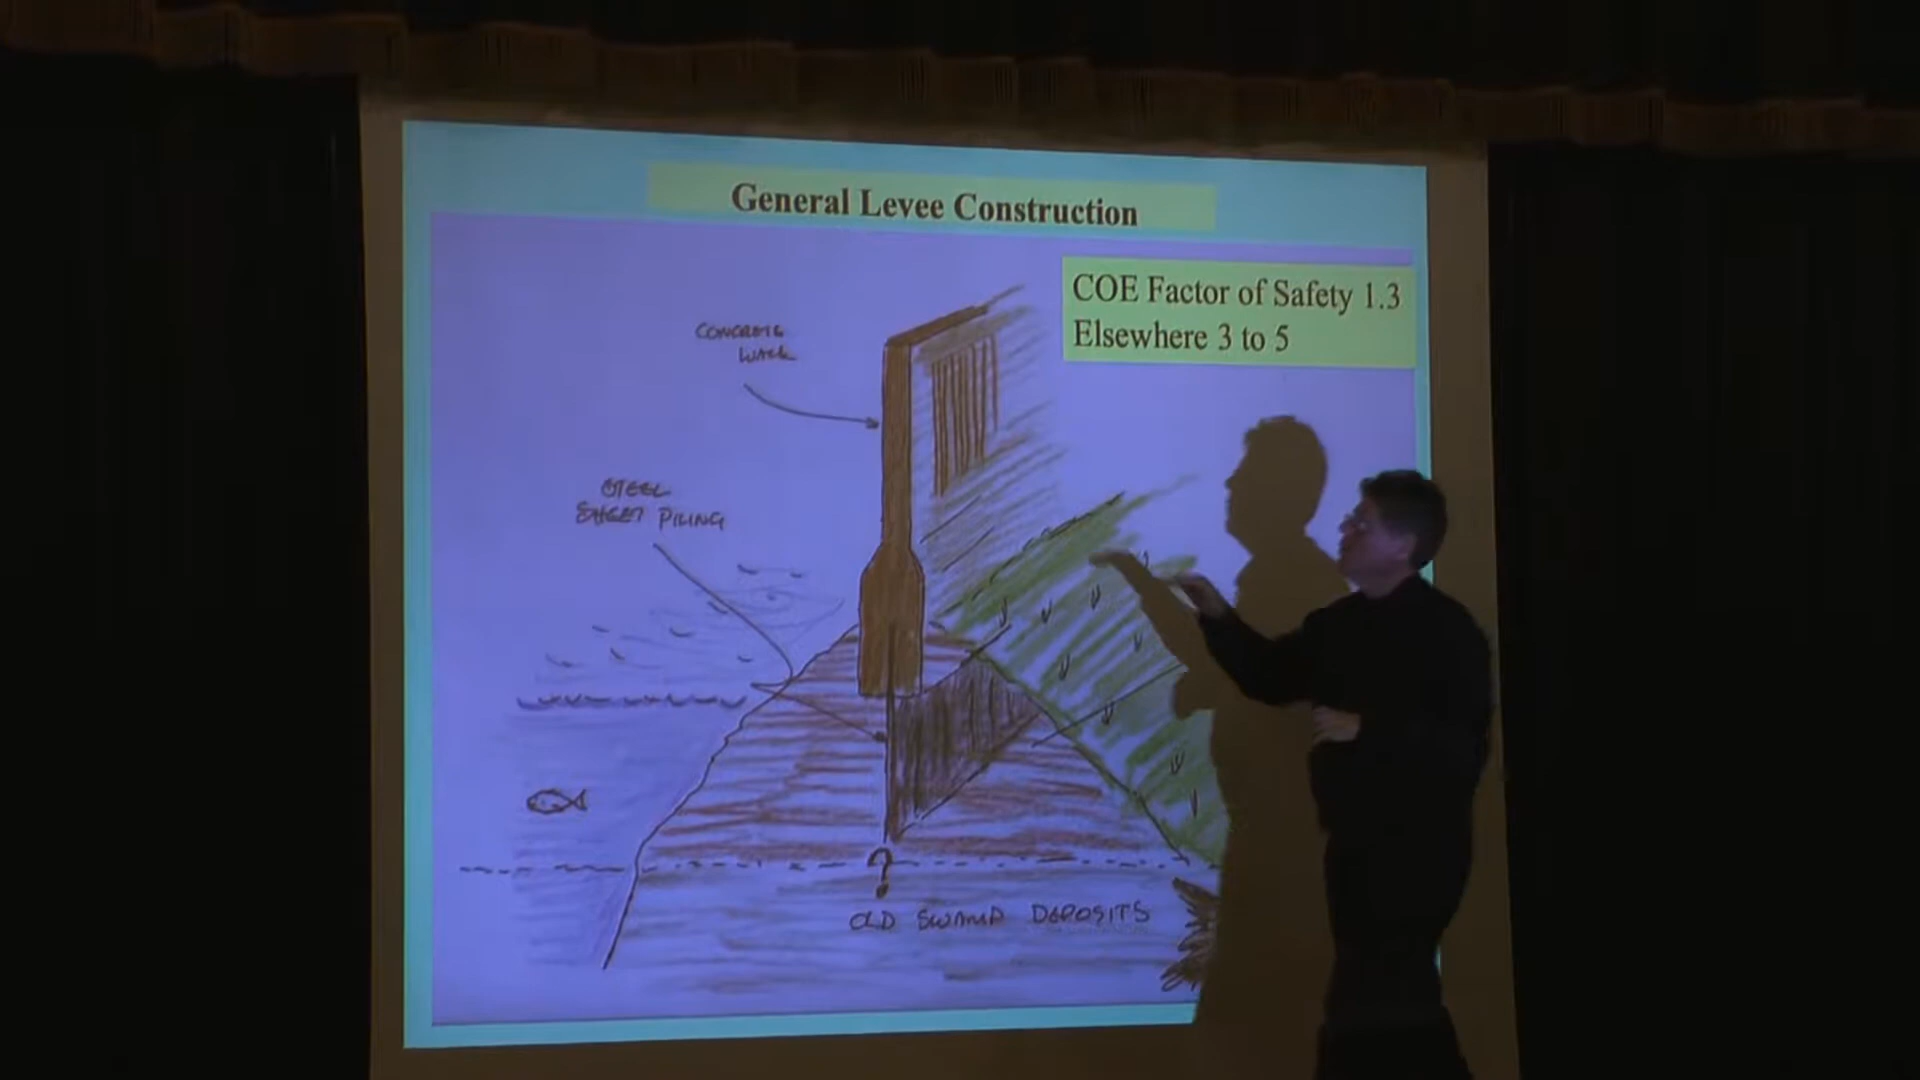 General Levee Construction
COE Factor of Safety 1.3
Elsewhere 3 to 5
CONCRETE
WALL
STEEL
SHEET PILING
?
OLD SWAMP DEPOSITS